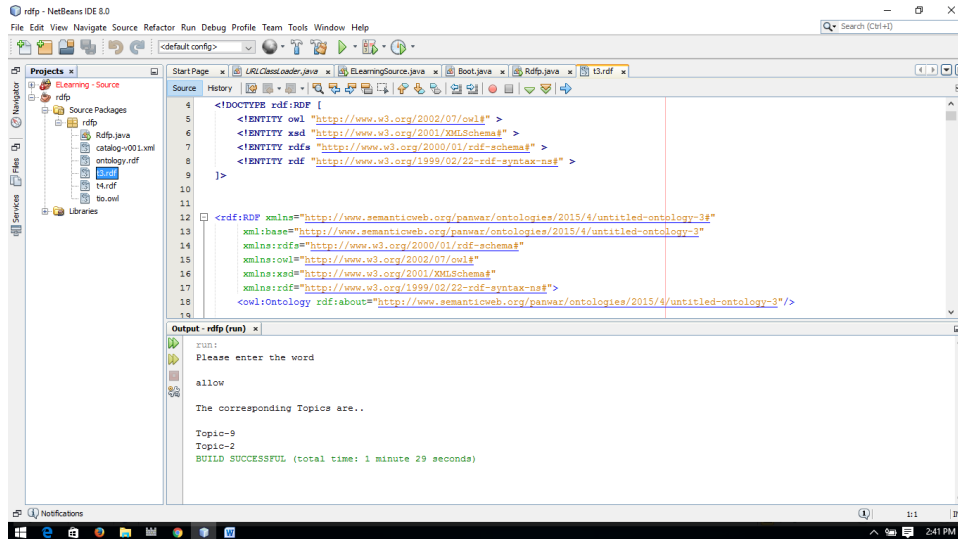 rdfp - NetBeans IDE 8.0
File Edit View Navigate Source Refactor Run Debug Profile Team Tools Window Help
Search (Ctrl+I)
<default config>
Projects ×
Start Page × URLClassLoader.java × ELearningSource.java × Boot.java × Rdfp.java × t3.rdf ×
Navigator
Files
Services
ELearning - Source
rdfp
Source Packages
rdfp
Rdfp.java
catalog-v001.xml
ontology.rdf
t3.rdf
t4.rdf
tio.owl
Libraries
Source History
4 <!DOCTYPE rdf:RDF [
5 <!ENTITY owl "http://www.w3.org/2002/07/owl#" >
6 <!ENTITY xsd "http://www.w3.org/2001/XMLSchema#" >
7 <!ENTITY rdfs "http://www.w3.org/2000/01/rdf-schema#" >
8 <!ENTITY rdf "http://www.w3.org/1999/02/22-rdf-syntax-ns#" >
9 ]>
10
11
12 <rdf:RDF xmlns="http://www.semanticweb.org/panwar/ontologies/2015/4/untitled-ontology-3#"
13 xml:base="http://www.semanticweb.org/panwar/ontologies/2015/4/untitled-ontology-3"
14 xmlns:rdfs="http://www.w3.org/2000/01/rdf-schema#"
15 xmlns:owl="http://www.w3.org/2002/07/owl#"
16 xmlns:xsd="http://www.w3.org/2001/XMLSchema#"
17 xmlns:rdf="http://www.w3.org/1999/02/22-rdf-syntax-ns#">
18 <owl:Ontology rdf:about="http://www.semanticweb.org/panwar/ontologies/2015/4/untitled-ontology-3"/>
19
Output - rdfp (run) ×
run:
Please enter the word
allow
The corresponding Topics are..
Topic-9
Topic-2
BUILD SUCCESSFUL (total time: 1 minute 29 seconds)
Notifications
1:1
2:41 PM